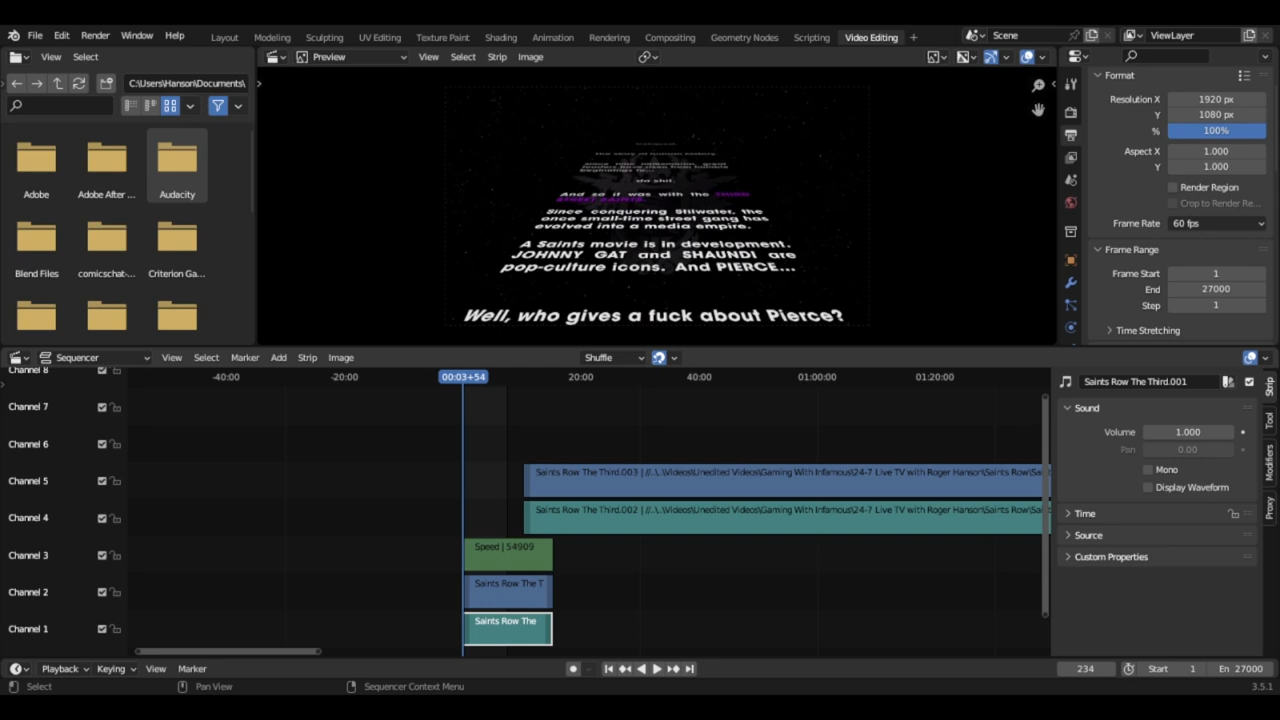 File Edit Render Window Help Layout Modeling Sculpting UV Editing Texture Paint Shading Animation Rendering Compositing Geometry Nodes Scripting Video Editing + Scene ViewLayer
View Select Preview View Select Strip Image
C:\Users\Hanson\Documents\
Adobe Adobe After ... Audacity
Blend Files comicschat-... Criterion Ga...
The story of human history.
And so it was with the THIRD
STREET SAINTS.
Since conquering Stilwater, the
once small-time street gang has
evolved into a media empire.
A Saints movie is in development.
JOHNNY GAT and SHAUNDI are
pop-culture icons. And PIERCE...
Well, who gives a fuck about Pierce?
Format
Resolution X 1920 px
Y 1080 px
% 100%
Aspect X 1.000
Y 1.000
Render Region
Crop to Render Re...
Frame Rate 60 fps
Frame Range
Frame Start 1
End 27000
Step 1
Time Stretching
Sequencer View Select Marker Add Strip Image Shuffle
-40:00 -20:00 00:03+54 20:00 40:00 01:00:00 01:20:00
Channel 8
Channel 7
Channel 6
Channel 5 Saints Row The Third.003 | //..\..\Videos\Unedited Videos\Gaming With Infamous\24-7 Live TV with Roger Hanson\Saints Row\Sai
Channel 4 Saints Row The Third.002 | //..\..\Videos\Unedited Videos\Gaming With Infamous\24-7 Live TV with Roger Hanson\Saints Row\Sai
Channel 3 Speed | 54909
Channel 2 Saints Row The T
Channel 1 Saints Row The
Saints Row The Third.001
Sound
Volume 1.000
Pan 0.00
Mono
Display Waveform
Time
Source
Custom Properties
Strip
Tool
Modifiers
Proxy
Playback Keying View Marker 234 Start 1 En 27000
Select Pan View Sequencer Context Menu 3.5.1